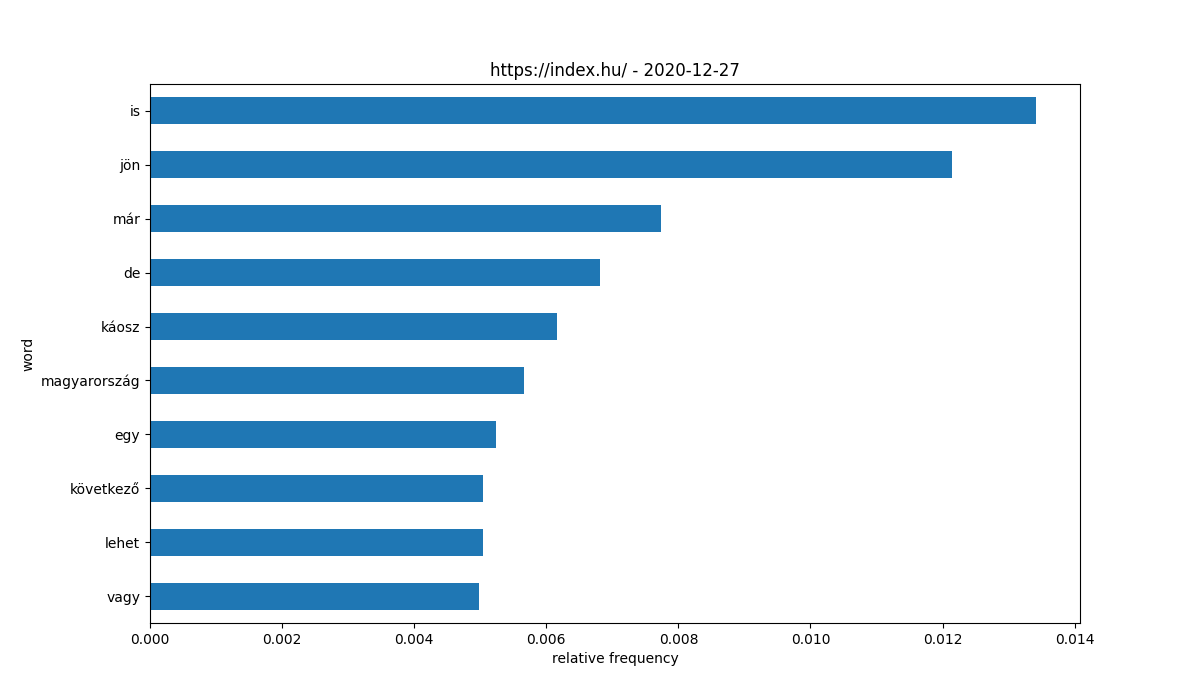 https://index.hu/ - 2020-12-27
is
jön
már
de
káosz
magyarország
egy
következő
lehet
vagy
word
0.000 0.002 0.004 0.006 0.008 0.010 0.012 0.014
relative frequency